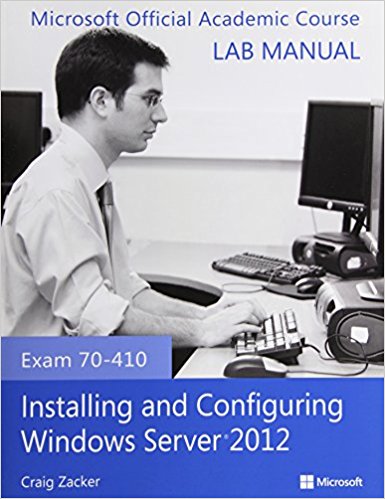 Microsoft Official Academic Course
LAB MANUAL
Exam 70-410
Installing and Configuring
Windows Server® 2012
Craig Zacker
Microsoft